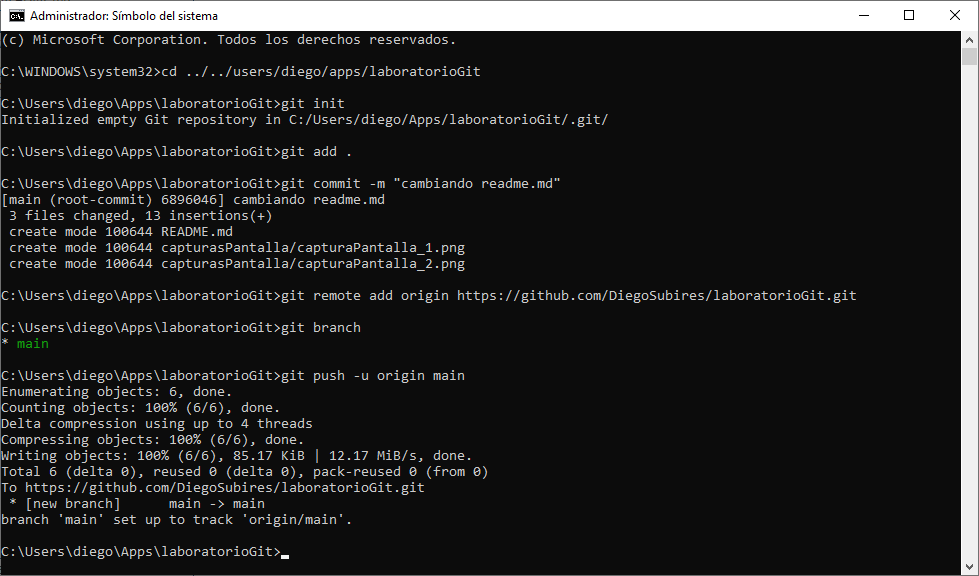 Administrador: Símbolo del sistema
(c) Microsoft Corporation. Todos los derechos reservados.
C:\WINDOWS\system32>cd ../../users/diego/apps/laboratorioGit
C:\Users\diego\Apps\laboratorioGit>git init
Initialized empty Git repository in C:/Users/diego/Apps/laboratorioGit/.git/
C:\Users\diego\Apps\laboratorioGit>git add .
C:\Users\diego\Apps\laboratorioGit>git commit -m "cambiando readme.md"
[main (root-commit) 6896046] cambiando readme.md
 3 files changed, 13 insertions(+)
 create mode 100644 README.md
 create mode 100644 capturasPantalla/capturaPantalla_1.png
 create mode 100644 capturasPantalla/capturaPantalla_2.png
C:\Users\diego\Apps\laboratorioGit>git remote add origin https://github.com/DiegoSubires/laboratorioGit.git
C:\Users\diego\Apps\laboratorioGit>git branch
* main
C:\Users\diego\Apps\laboratorioGit>git push -u origin main
Enumerating objects: 6, done.
Counting objects: 100% (6/6), done.
Delta compression using up to 4 threads
Compressing objects: 100% (6/6), done.
Writing objects: 100% (6/6), 85.17 KiB | 12.17 MiB/s, done.
Total 6 (delta 0), reused 0 (delta 0), pack-reused 0 (from 0)
To https://github.com/DiegoSubires/laboratorioGit.git
 * [new branch]      main -> main
branch 'main' set up to track 'origin/main'.
C:\Users\diego\Apps\laboratorioGit>